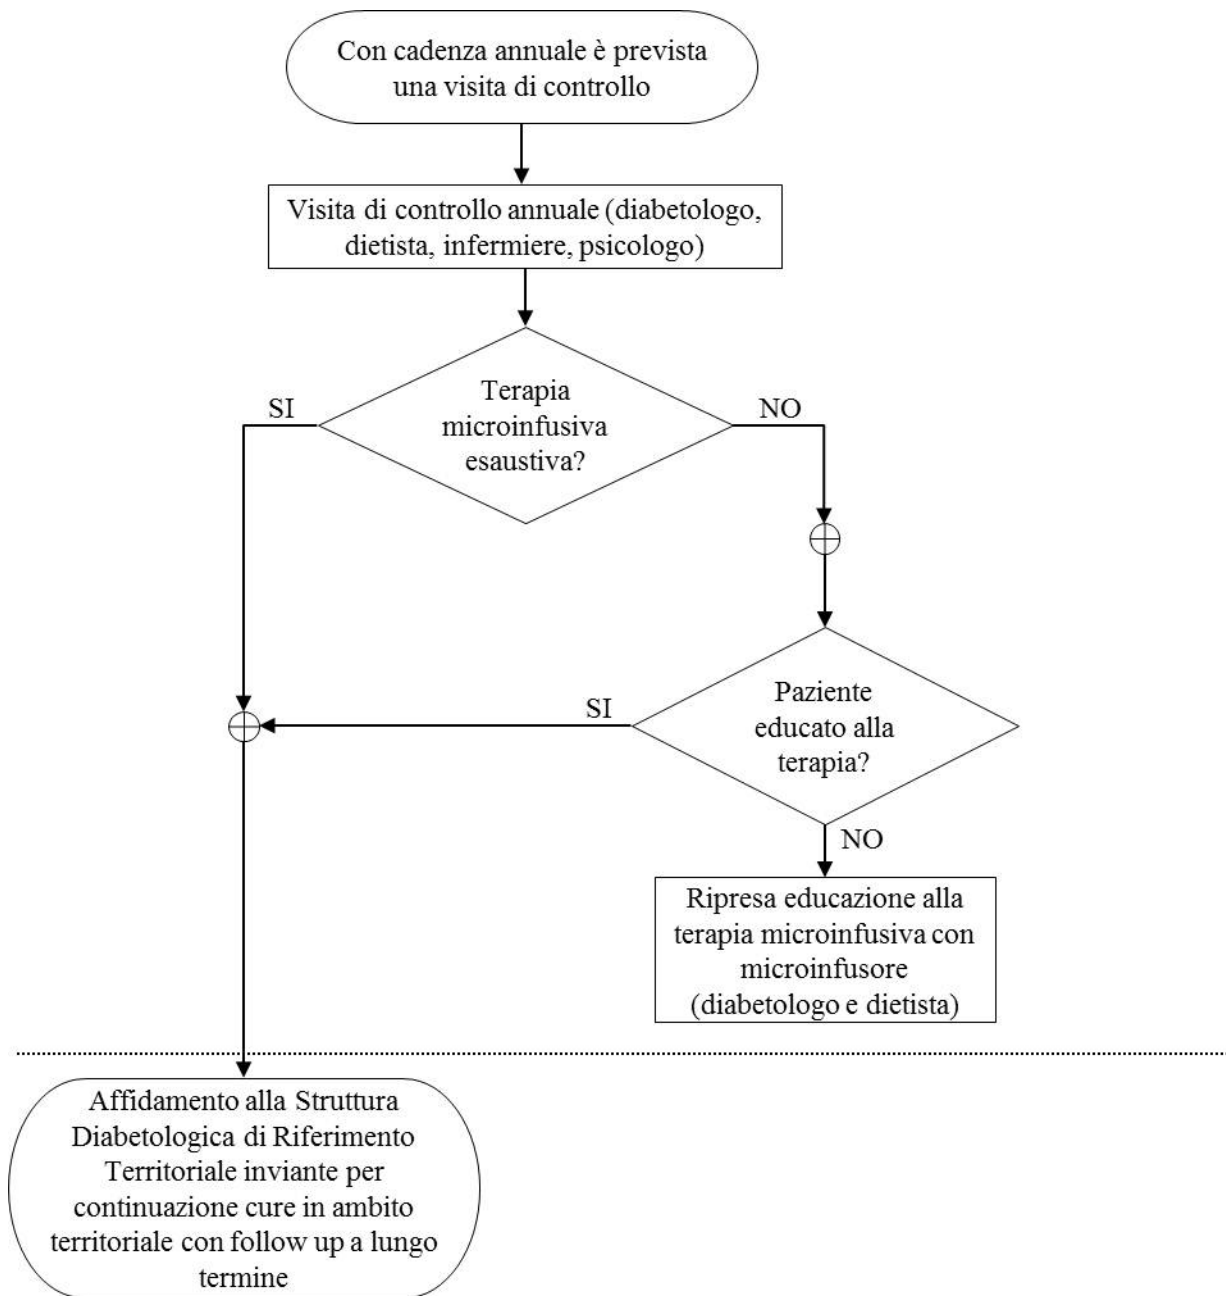 Con cadenza annuale è prevista
una visita di controllo
Visita di controllo annuale (diabetologo,
dietista, infermiere, psicologo)
Terapia
microinfusiva
esaustiva?
SI
NO
Paziente
educato alla
terapia?
SI
NO
Ripresa educazione alla
terapia microinfusiva con
microinfusore
(diabetologo e dietista)
Affidamento alla Struttura
Diabetologica di Riferimento
Territoriale inviante per
continuazione cure in ambito
territoriale con follow up a lungo
termine